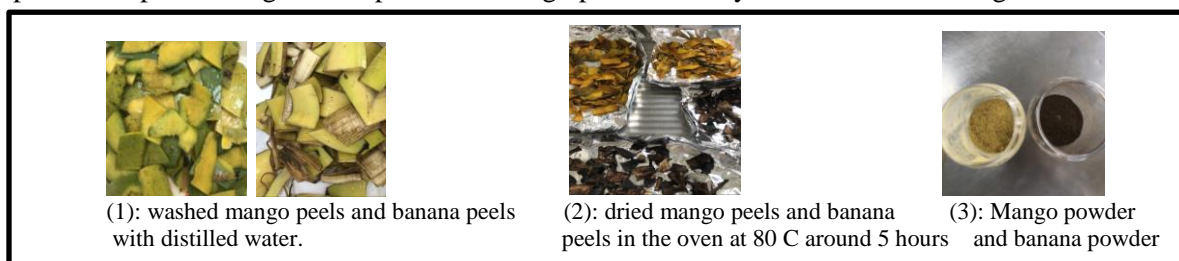 (1): washed mango peels and banana peels
with distilled water.
(2): dried mango peels and banana
peels in the oven at 80 C around 5 hours
(3): Mango powder
and banana powder